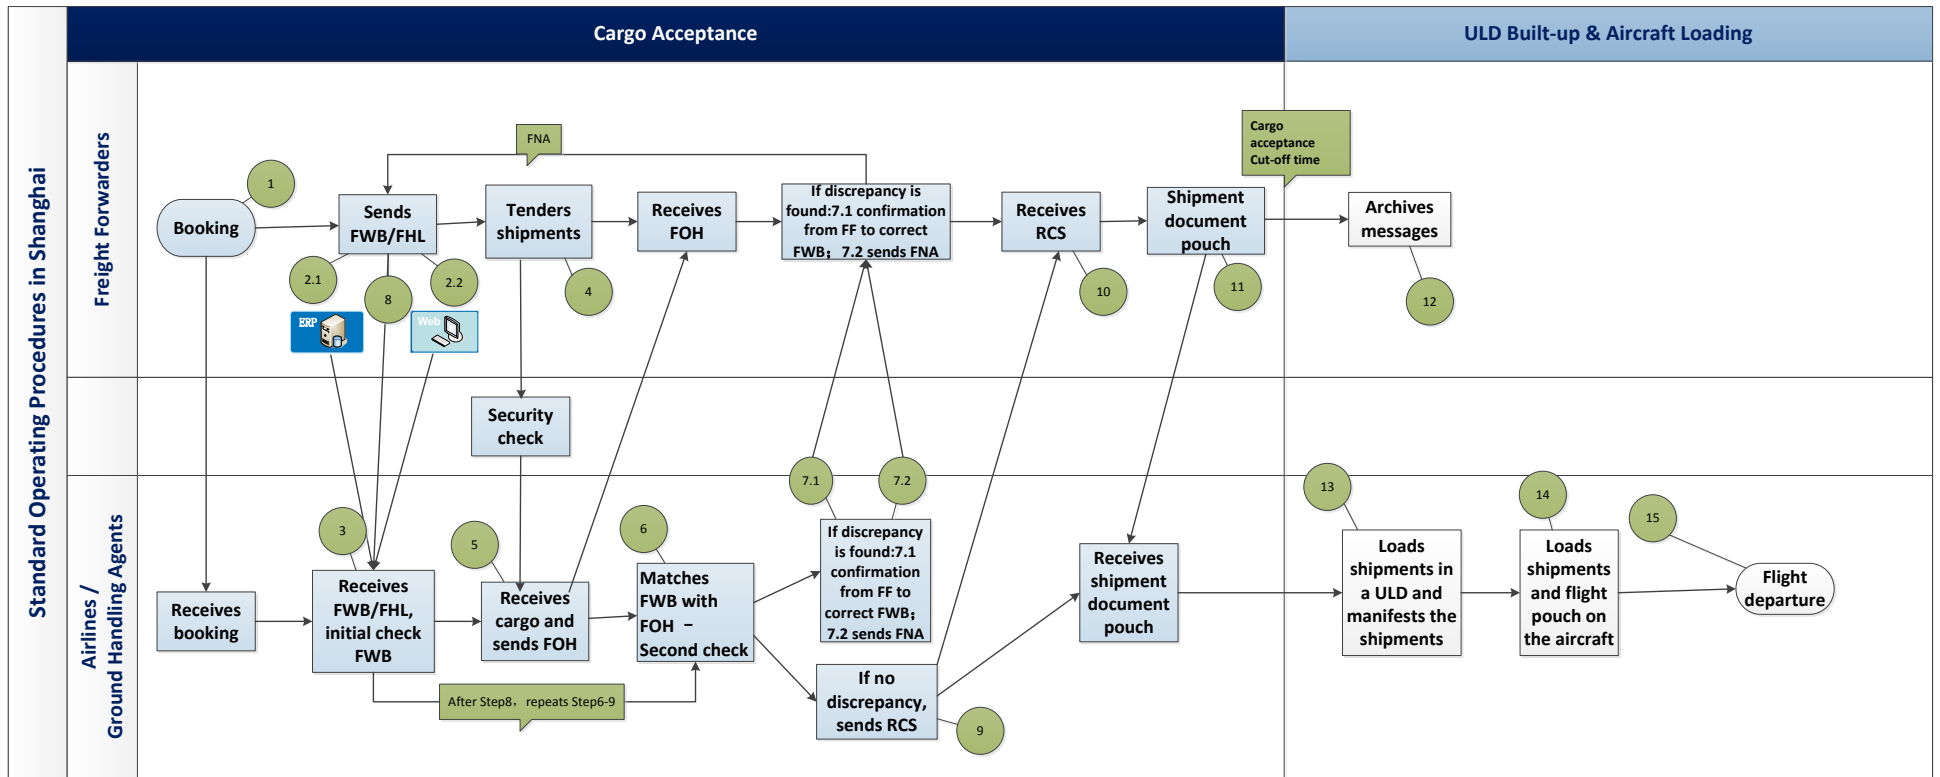 Cargo Acceptance
ULD Built-up & Aircraft Loading
Standard Operating Procedures in Shanghai
Freight Forwarders
Airlines /
Ground Handling Agents
FNA
Cargo
acceptance
Cut-off time
1
Booking
Sends
FWB/FHL
Tenders
shipments
Receives
FOH
If discrepancy is
found:7.1 confirmation
from FF to correct
FWB；7.2 sends FNA
Receives
RCS
Shipment
document
pouch
Archives
messages
2.1
8
2.2
4
10
11
12
ERP
Web
Security
check
7.1
7.2
13
14
15
3
5
6
Receives
booking
Receives
FWB/FHL,
initial check
FWB
Receives
cargo and
sends FOH
Matches
FWB with
FOH –
Second check
If discrepancy
is found:7.1
confirmation
from FF to
correct FWB；
7.2 sends FNA
Receives
shipment
document
pouch
Loads
shipments in
a ULD and
manifests the
shipments
Loads
shipments
and flight
pouch on
the aircraft
Flight
departure
After Step8，repeats Step6-9
If no
discrepancy,
sends RCS
9